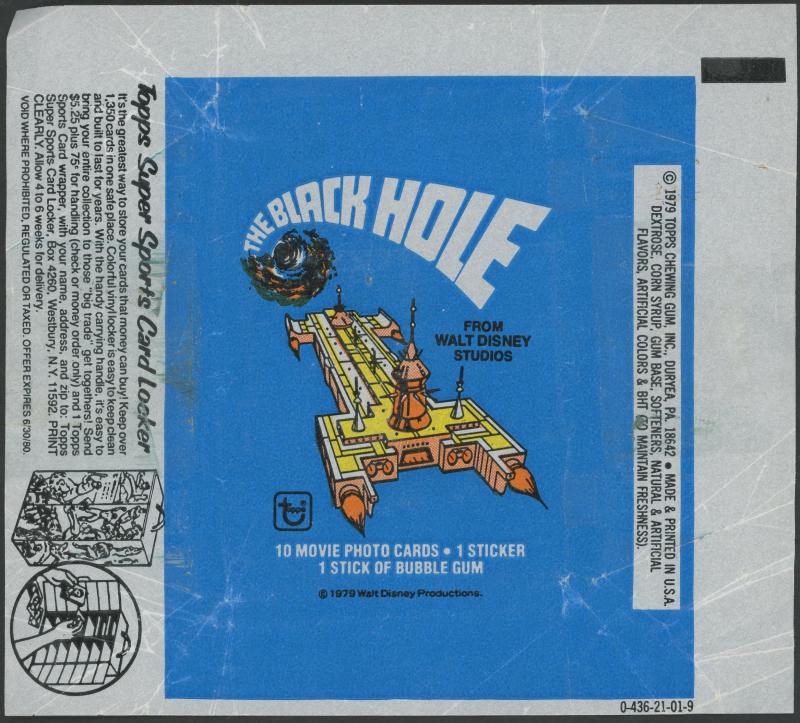 THE BLACK HOLE
FROM
WALT DISNEY
STUDIOS
topps
10 MOVIE PHOTO CARDS • 1 STICKER
1 STICK OF BUBBLE GUM
© 1979 Walt Disney Productions.
Topps Super Sports Card Locker
It's the greatest way to store your cards that money can buy! Keep over
1,350 cards in one safe place. Colorful vinyl locker is easy to keep clean
and built to last for years. With the handy carrying handle, it's easy to
bring your entire collection to those "big trade" get togethers! Send
$5.25 plus 75¢ for handling (check or money order only) and 1 Topps
Sports Card wrapper, with your name, address, and zip to: Topps
Super Sports Card Locker, Box 4260, Westbury, N.Y. 11592. PRINT
CLEARLY. Allow 4 to 6 weeks for delivery.
VOID WHERE PROHIBITED, REGULATED OR TAXED. OFFER EXPIRES 6/30/80.
© 1979 TOPPS CHEWING GUM, INC., DURYEA, PA. 18642 • MADE & PRINTED IN U.S.A.
DEXTROSE, CORN SYRUP, GUM BASE, SOFTENERS, NATURAL & ARTIFICIAL
FLAVORS, ARTIFICIAL COLORS & BHT MAINTAIN FRESHNESS).
0-436-21-01-9